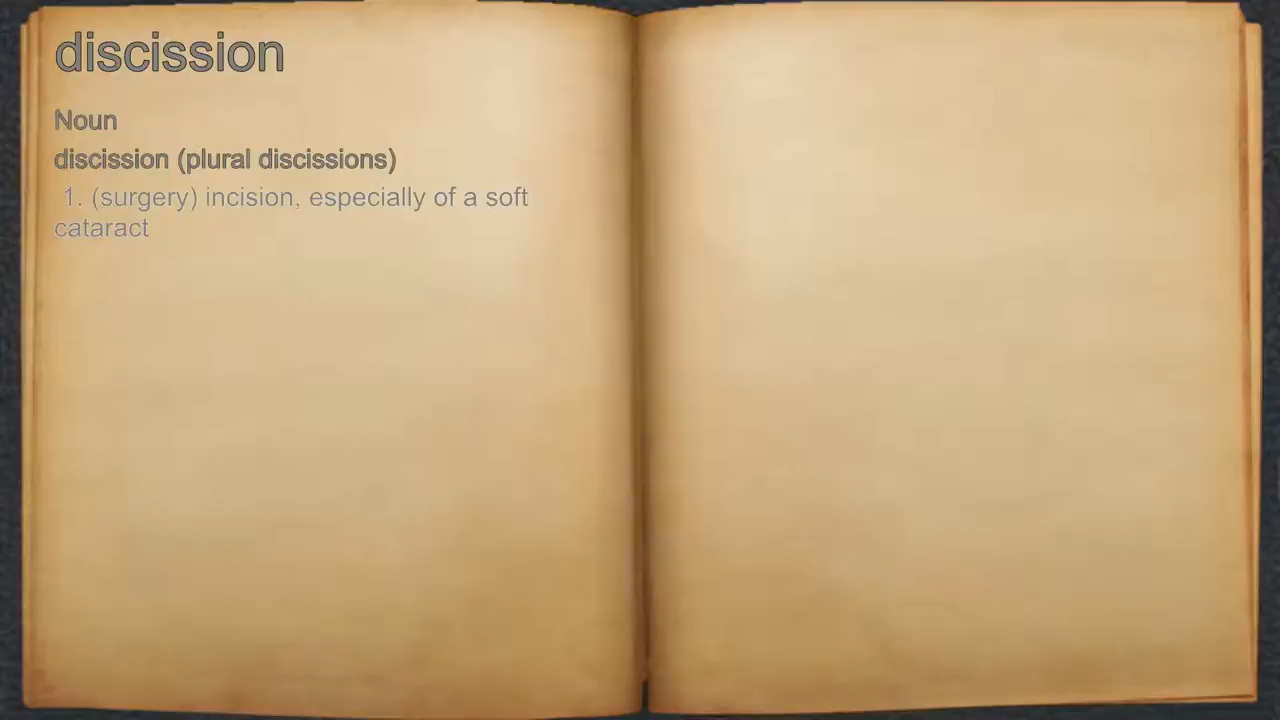 discission
Noun
discission (plural discissions)
1. (surgery) incision, especially of a soft
cataract